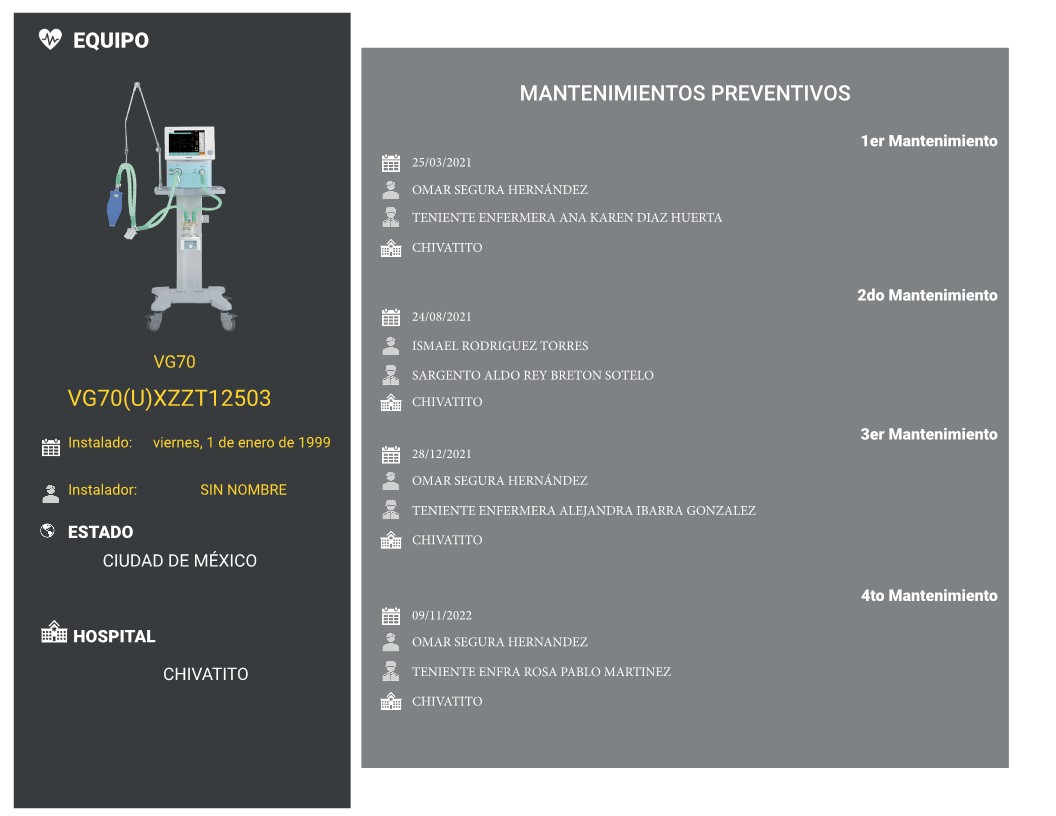 EQUIPO
VG70
VG70(U)XZZT12503
Instalado: viernes, 1 de enero de 1999
Instalador: SIN NOMBRE
ESTADO
CIUDAD DE MÉXICO
HOSPITAL
CHIVATITO
MANTENIMIENTOS PREVENTIVOS
1er Mantenimiento
25/03/2021
OMAR SEGURA HERNÁNDEZ
TENIENTE ENFERMERA ANA KAREN DIAZ HUERTA
CHIVATITO
2do Mantenimiento
24/08/2021
ISMAEL RODRIGUEZ TORRES
SARGENTO ALDO REY BRETON SOTELO
CHIVATITO
3er Mantenimiento
28/12/2021
OMAR SEGURA HERNÁNDEZ
TENIENTE ENFERMERA ALEJANDRA IBARRA GONZALEZ
CHIVATITO
4to Mantenimiento
09/11/2022
OMAR SEGURA HERNANDEZ
TENIENTE ENFRA ROSA PABLO MARTINEZ
CHIVATITO